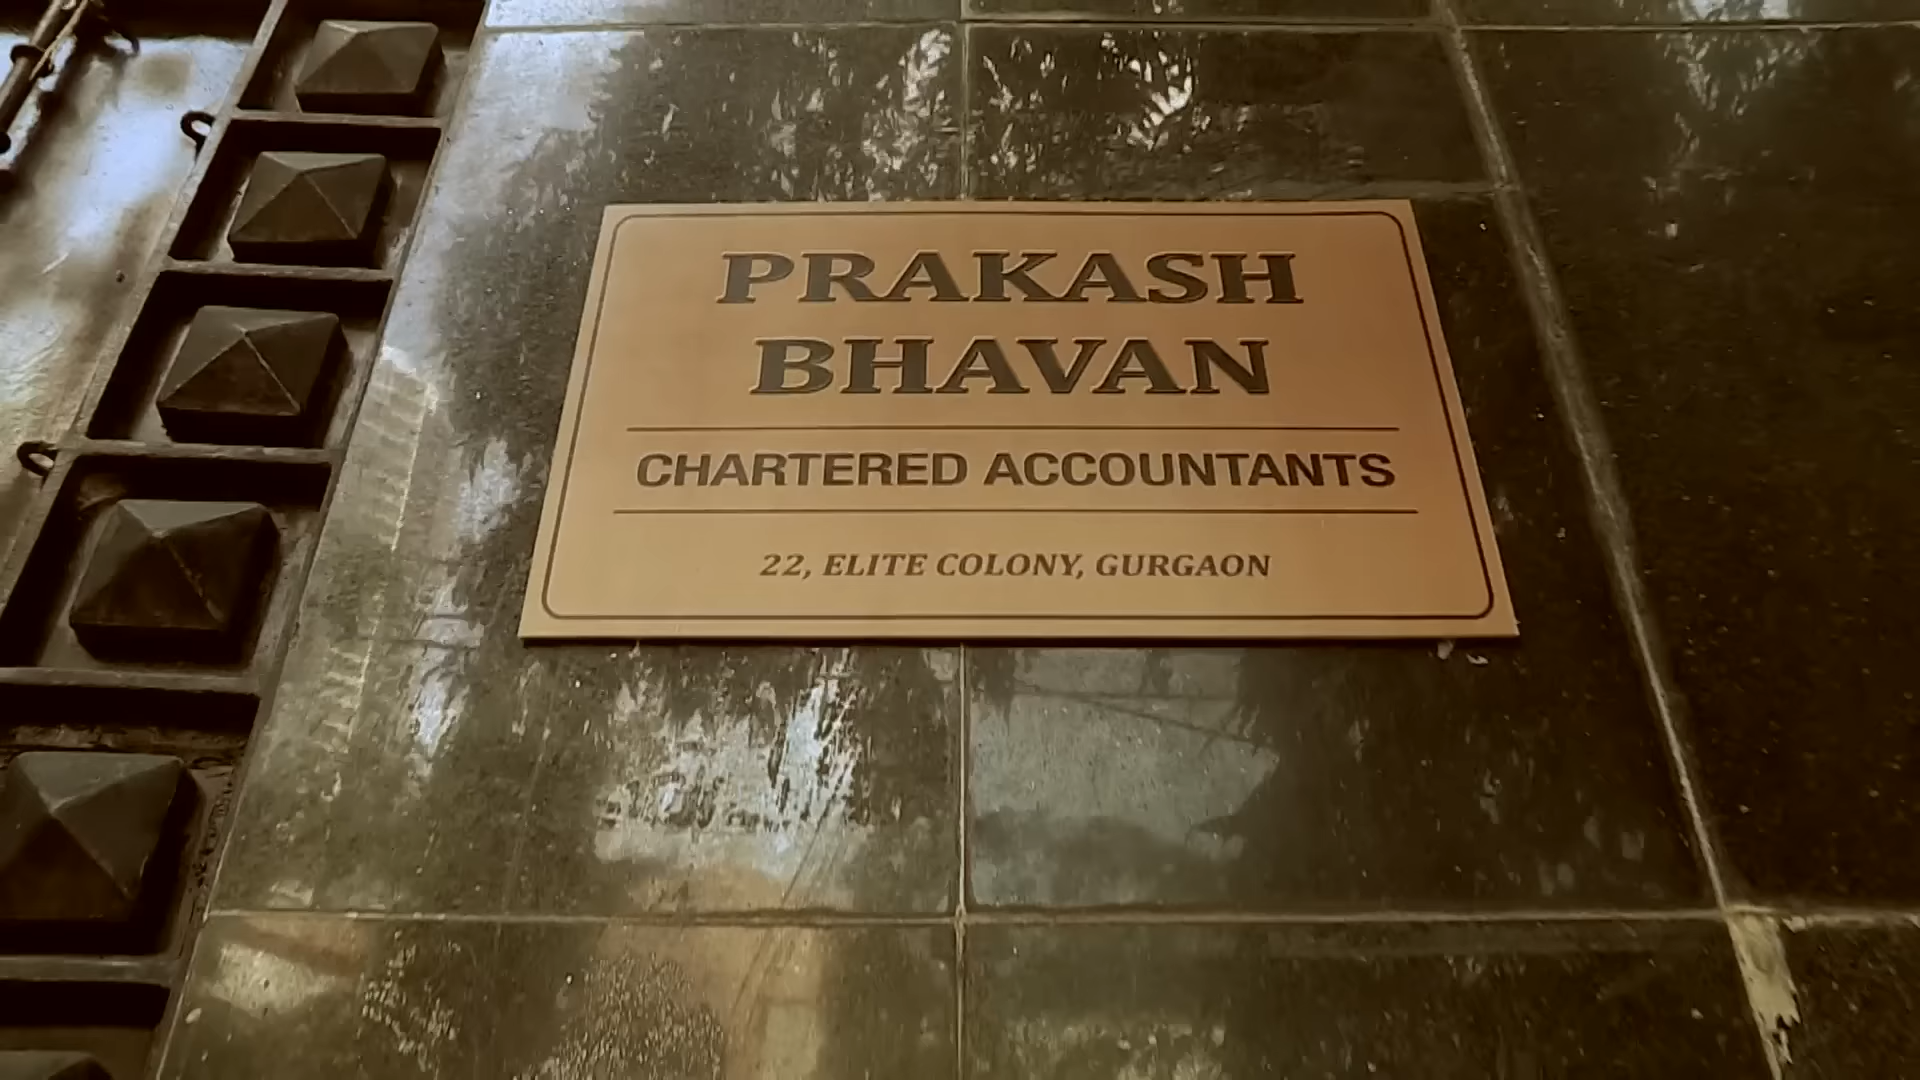 PRAKASH
BHAVAN
CHARTERED ACCOUNTANTS
22, ELITE COLONY, GURGAON